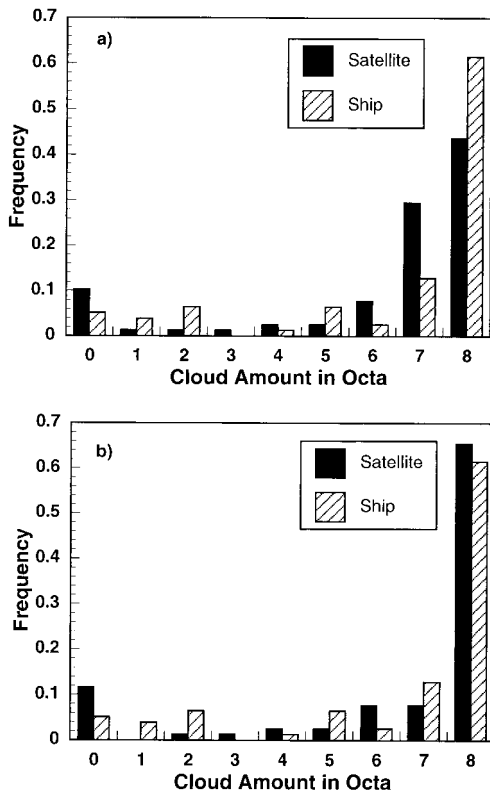 0.7
a)
Satellite
0.6
Ship
0.5
0.4
Frequency
0.3
0.2
0.1
0
0 1 2 3 4 5 6 7 8
Cloud Amount in Octa
0.7
b)
Satellite
0.6
Ship
0.5
0.4
Frequency
0.3
0.2
0.1
0
0 1 2 3 4 5 6 7 8
Cloud Amount in Octa